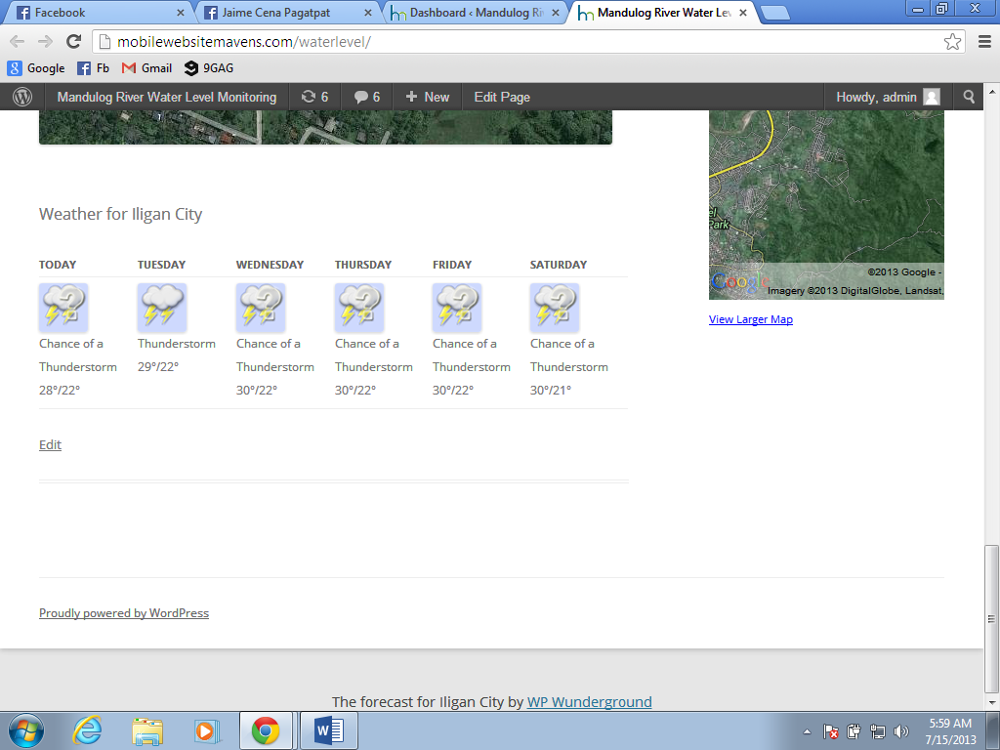 Facebook
Jaime Cena Pagatpat
Dashboard ‹ Mandulog Ri
Mandulog River Water Le
mobilewebsitemavens.com/waterlevel/
Google Fb Gmail 9GAG
Mandulog River Water Level Monitoring 6 6 New Edit Page Howdy, admin
el
Park
Google
©2013 Google -
Imagery ©2013 DigitalGlobe, Landsat,
View Larger Map
Weather for Iligan City
TODAY TUESDAY WEDNESDAY THURSDAY FRIDAY SATURDAY
Chance of a Thunderstorm Chance of a Chance of a Chance of a Chance of a
Thunderstorm 29°/22° Thunderstorm Thunderstorm Thunderstorm Thunderstorm
28°/22° 30°/22° 30°/22° 30°/22° 30°/21°
Edit
Proudly powered by WordPress
The forecast for Iligan City by WP Wunderground
5:59 AM
7/15/2013